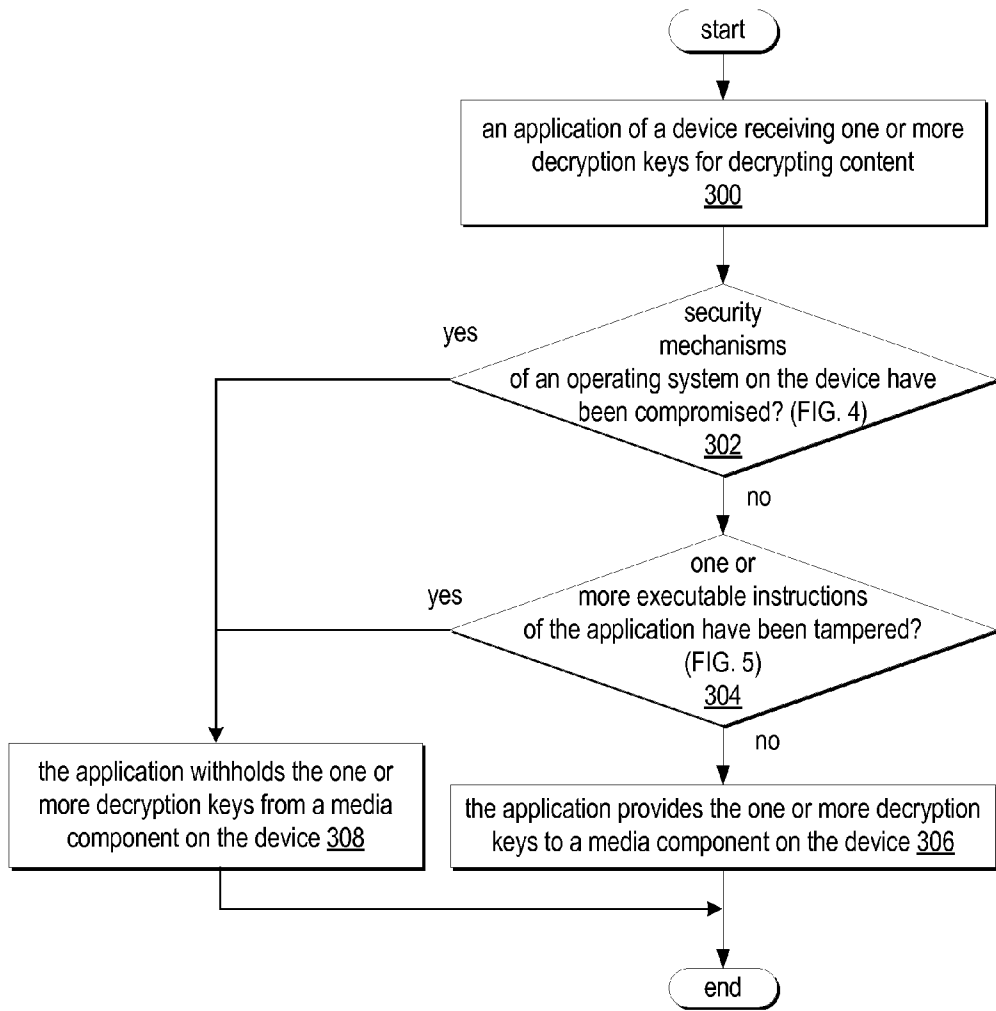 start
an application of a device receiving one or more
decryption keys for decrypting content
300
yes
security
mechanisms
of an operating system on the device have
been compromised? (FIG. 4)
302
no
yes
one or
more executable instructions
of the application have been tampered?
(FIG. 5)
304
no
the application withholds the one or
more decryption keys from a media
component on the device 308
the application provides the one or more decryption
keys to a media component on the device 306
end